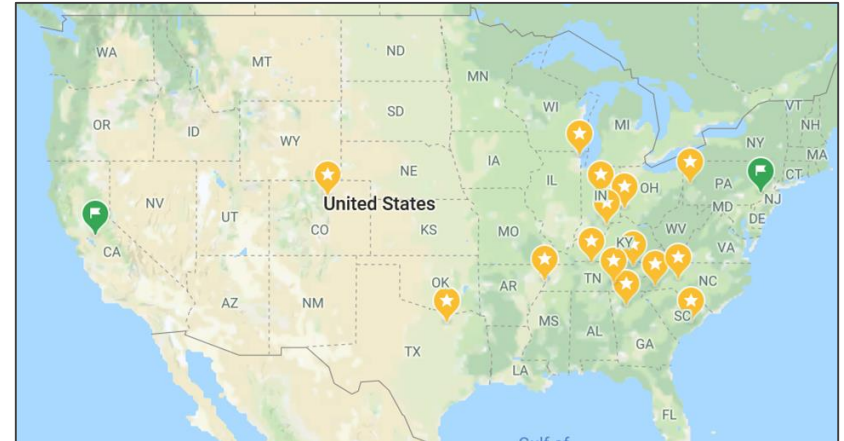 WA
MT
ND
MN
OR
ID
SD
WI
MI
VT
NH
NY
MA
WY
CT
IA
NE
NV
UT
United States
IL
IN
OH
PA
NJ
MD
DE
CO
KS
MO
WV
KY
VA
CA
AZ
NM
OK
AR
TN
NC
SC
MS
AL
GA
TX
LA
FL